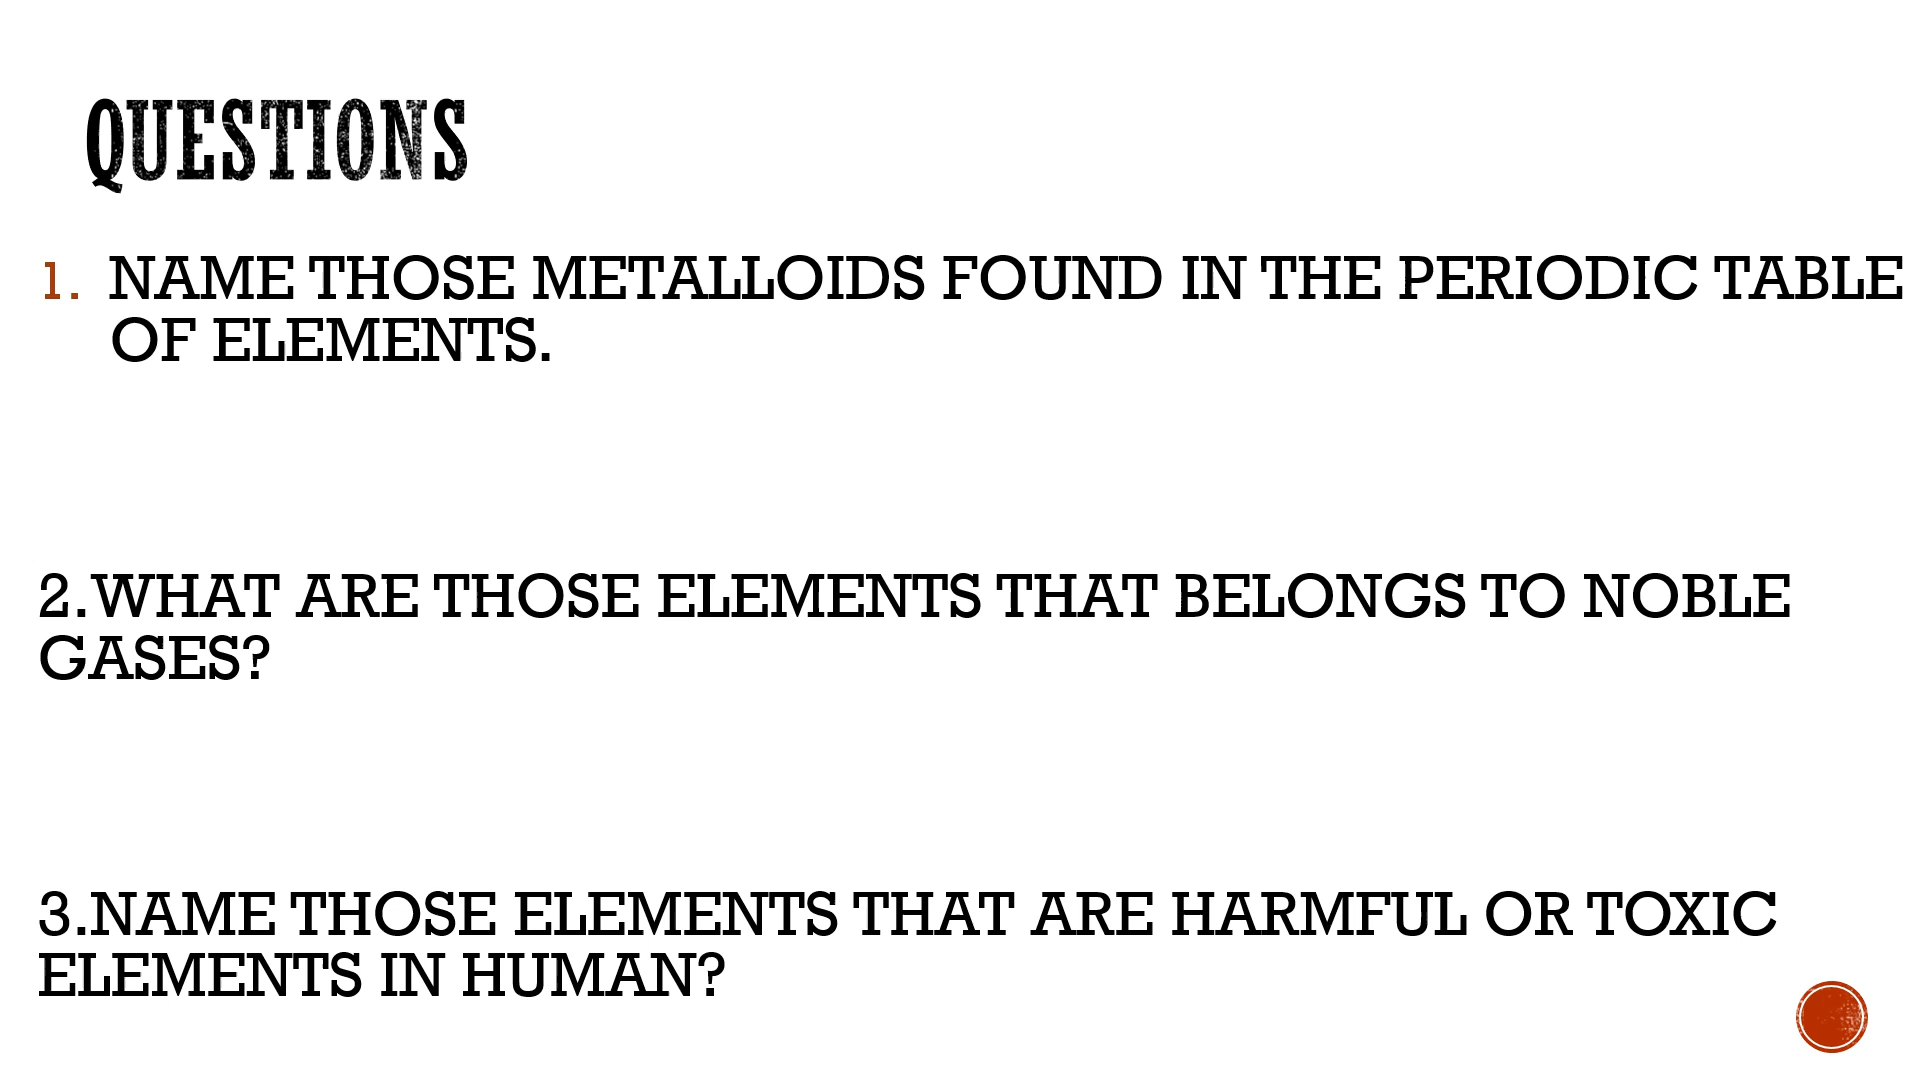 QUESTIONS
1. NAME THOSE METALLOIDS FOUND IN THE PERIODIC TABLE
OF ELEMENTS.
2.WHAT ARE THOSE ELEMENTS THAT BELONGS TO NOBLE
GASES?
3.NAME THOSE ELEMENTS THAT ARE HARMFUL OR TOXIC
ELEMENTS IN HUMAN?